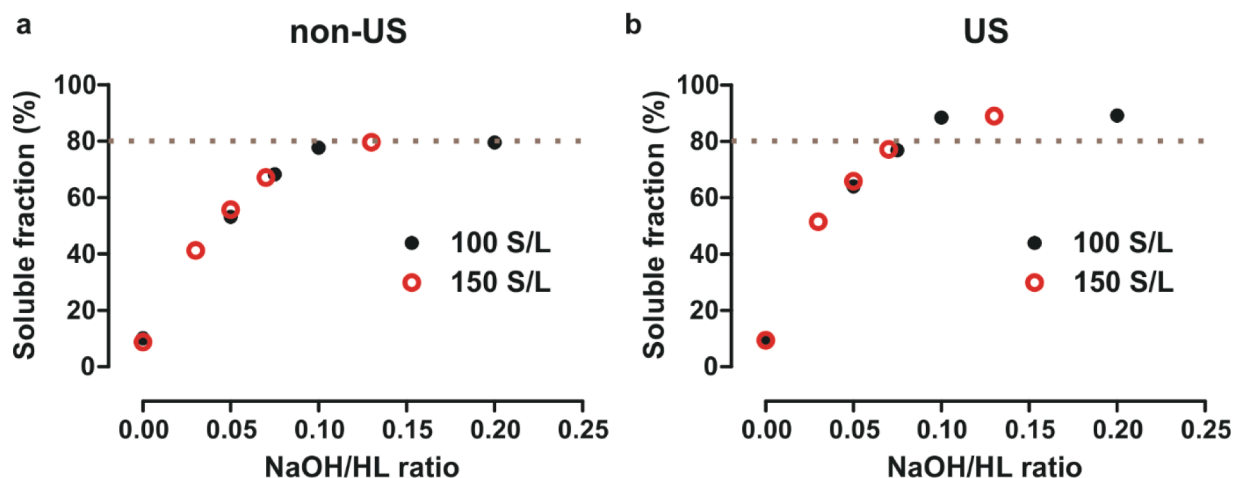 a
non-US
Soluble fraction (%)
100
80
60
40
20
0
100 S/L
150 S/L
0.00 0.05 0.10 0.15 0.20 0.25
NaOH/HL ratio
b
US
Soluble fraction (%)
100
80
60
40
20
0
100 S/L
150 S/L
0.00 0.05 0.10 0.15 0.20 0.25
NaOH/HL ratio